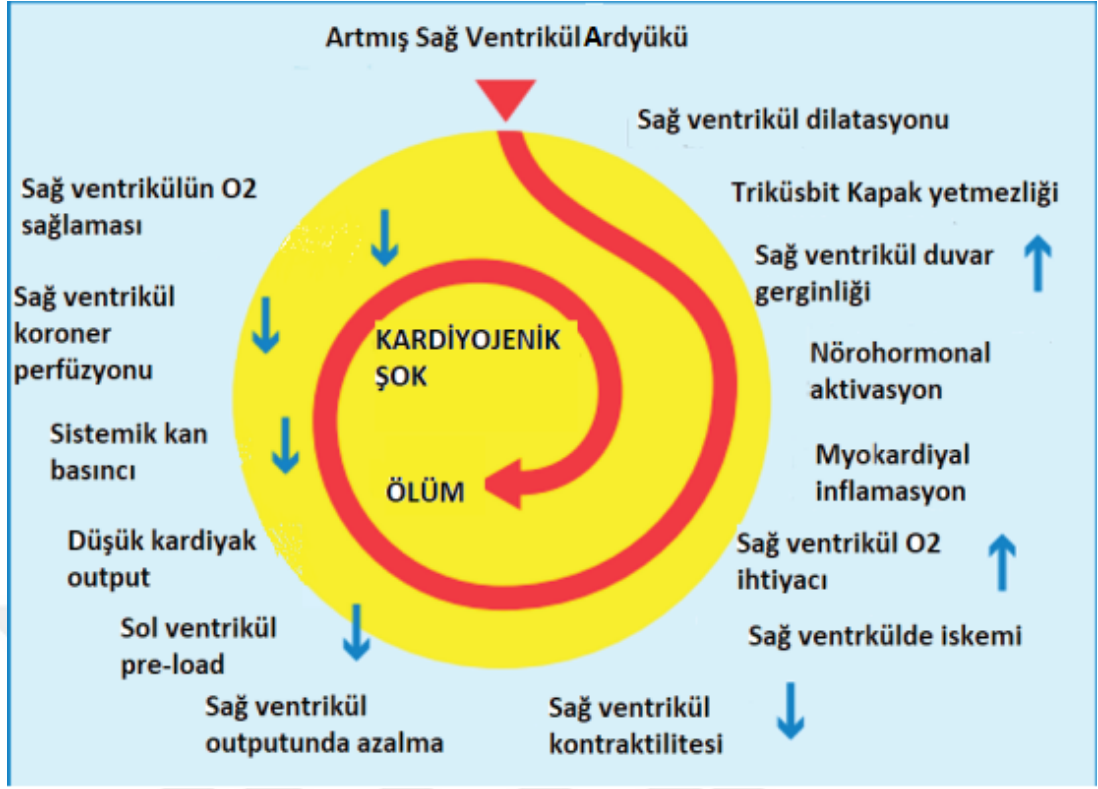 Artmış Sağ Ventrikül Ardyükü
Sağ ventrikül dilatasyonu
Triküsbit Kapak yetmezliği
Sağ ventrikül duvar
gerginliği
Nörohormonal
aktivasyon
Myokardiyal
inflamasyon
Sağ ventrikül O2
ihtiyacı
Sağ ventrkülde iskemi
Sağ ventrikül
kontraktilitesi
Sağ ventrikül
outputunda azalma
Sol ventrikül
pre-load
Düşük kardiyak
output
Sistemik kan
basıncı
Sağ ventrikül
koroner
perfüzyonu
Sağ ventrikülün O2
sağlaması
KARDİYOJENİK
ŞOK
ÖLÜM